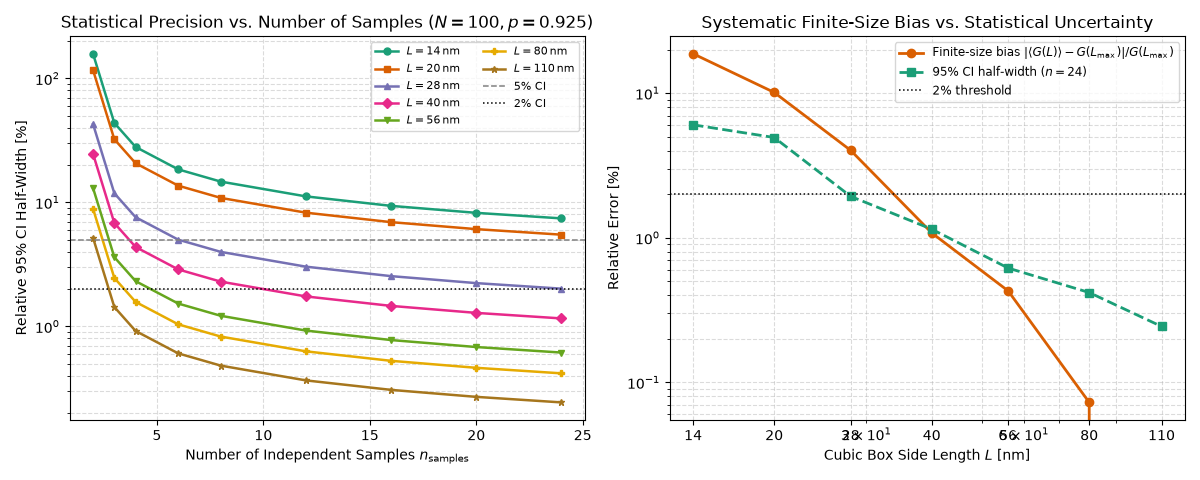 Statistical Precision vs. Number of Samples (N = 100, p = 0.925)
Relative 95% CI Half-Width [%]
10²
10¹
10⁰
L = 14 nm
L = 20 nm
L = 28 nm
L = 40 nm
L = 56 nm
L = 80 nm
L = 110 nm
5% CI
2% CI
5 10 15 20 25
Number of Independent Samples n_samples
Systematic Finite-Size Bias vs. Statistical Uncertainty
Relative Error [%]
10¹
10⁰
10⁻¹
Finite-size bias |⟨G(L)⟩ − G(L_max)|/G(L_max)
95% CI half-width (n = 24)
2% threshold
14 20 28 40 56 80 110
Cubic Box Side Length L [nm]